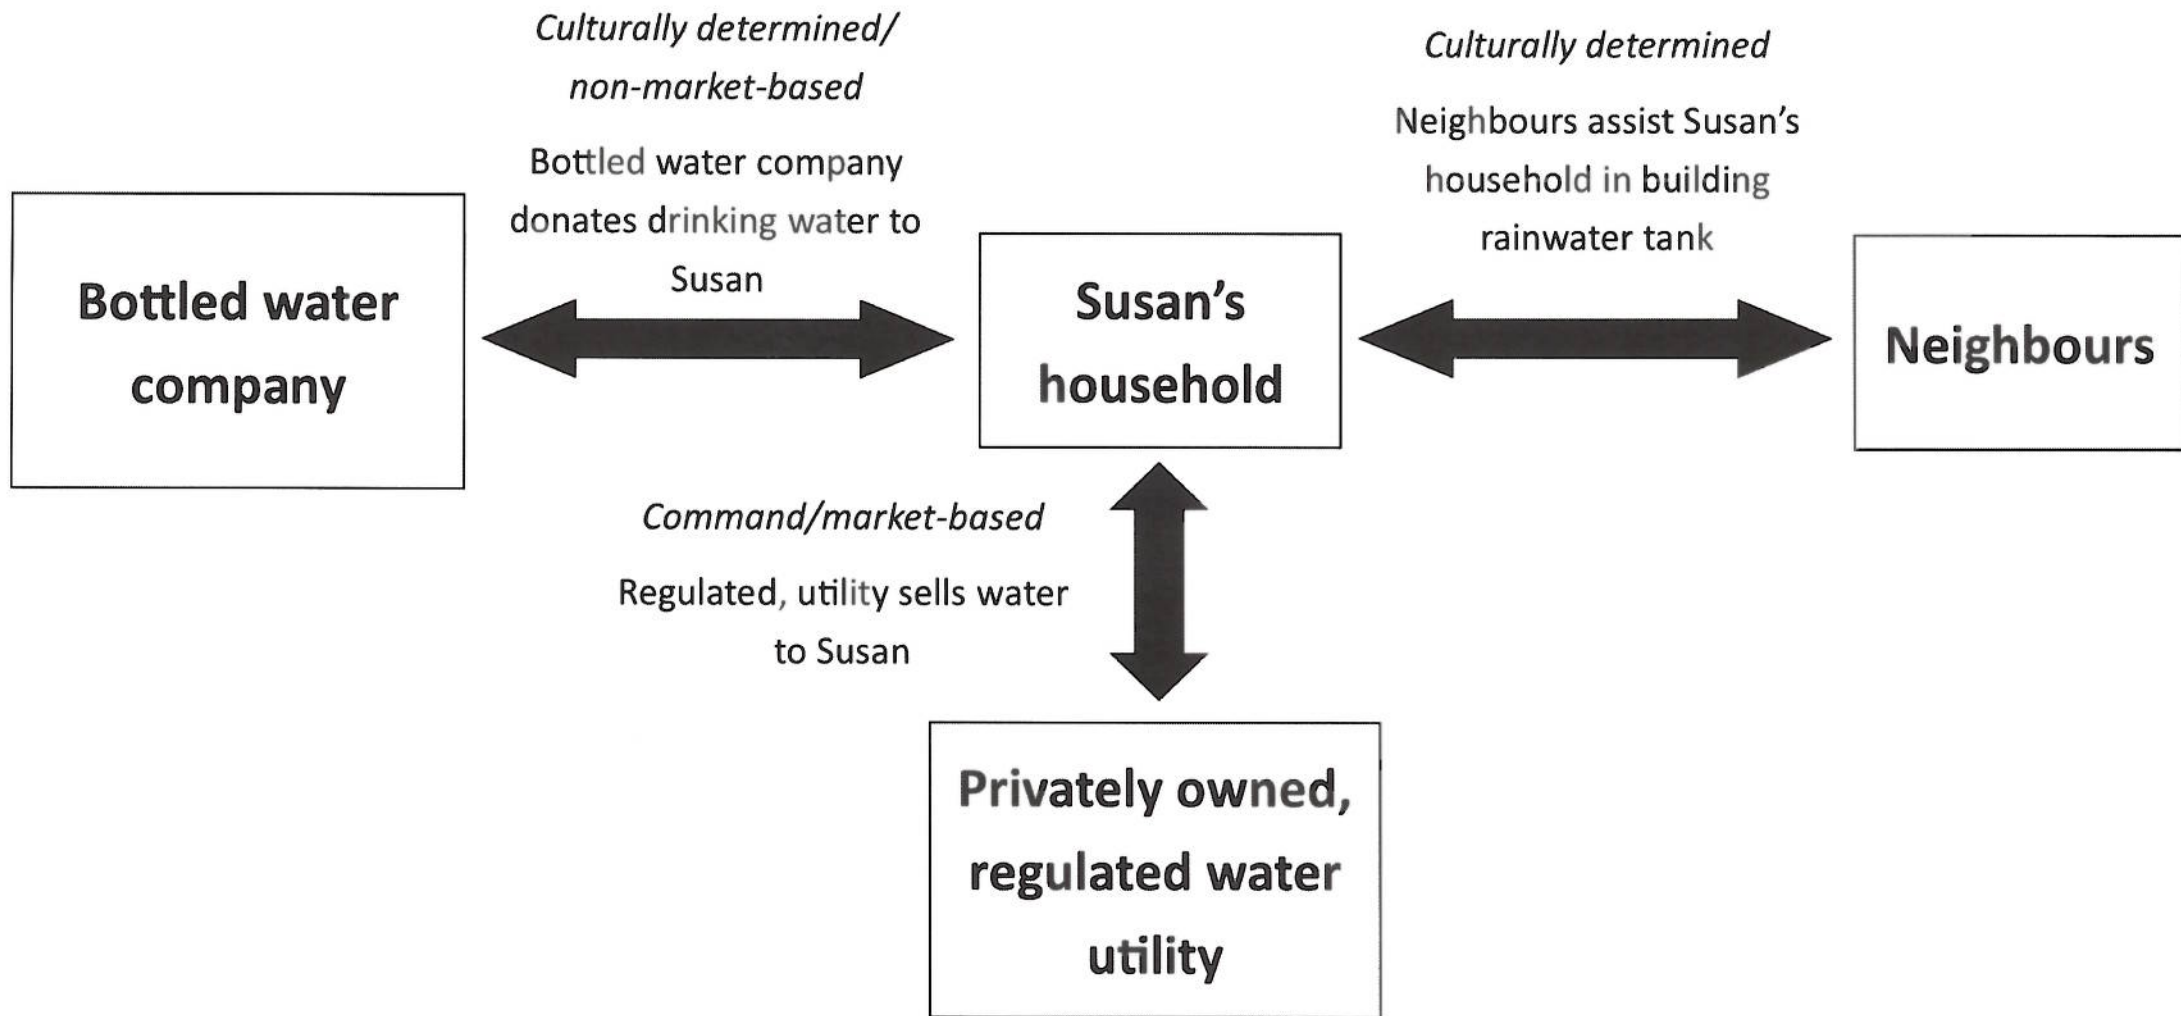 Culturally determined/
non-market-based
Bottled water company
donates drinking water to
Susan
Culturally determined
Neighbours assist Susan’s
household in building
rainwater tank
Bottled water
company
Susan’s
household
Neighbours
Command/market-based
Regulated, utility sells water
to Susan
Privately owned,
regulated water
utility